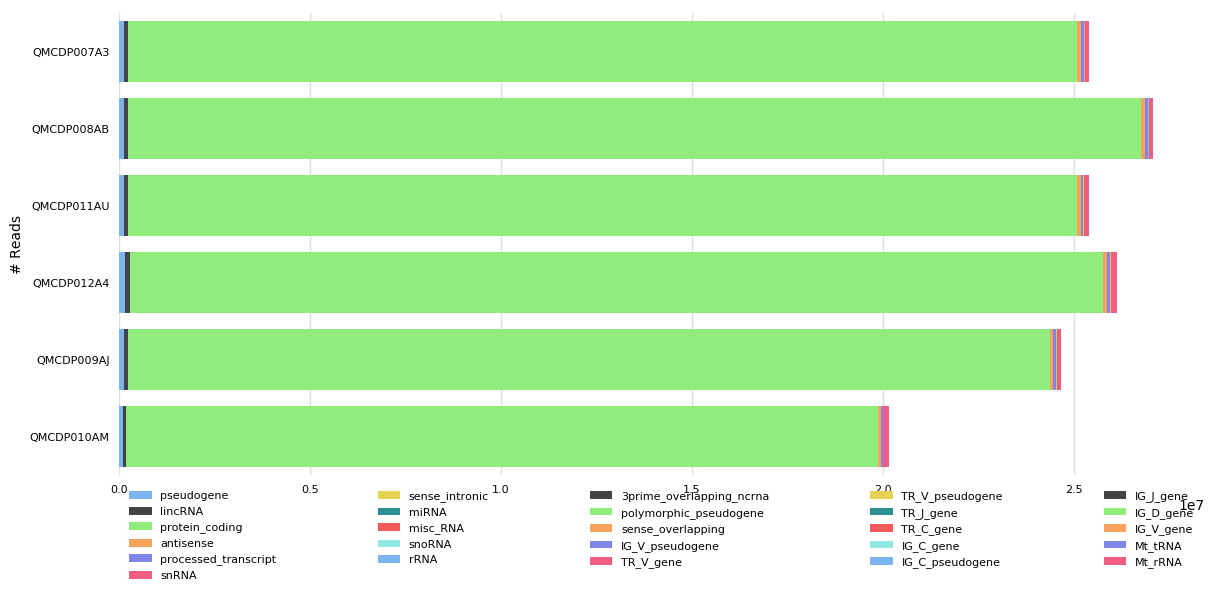 # Reads
QMCDP007A3
QMCDP008AB
QMCDP011AU
QMCDP012A4
QMCDP009AJ
QMCDP010AM
0.0 0.5 1.0 1.5 2.0 2.5
1e7
pseudogene
lincRNA
protein_coding
antisense
processed_transcript
snRNA
sense_intronic
miRNA
misc_RNA
snoRNA
rRNA
3prime_overlapping_ncrna
polymorphic_pseudogene
sense_overlapping
IG_V_pseudogene
TR_V_gene
TR_V_pseudogene
TR_J_gene
TR_C_gene
IG_C_gene
IG_C_pseudogene
IG_J_gene
IG_D_gene
IG_V_gene
Mt_tRNA
Mt_rRNA